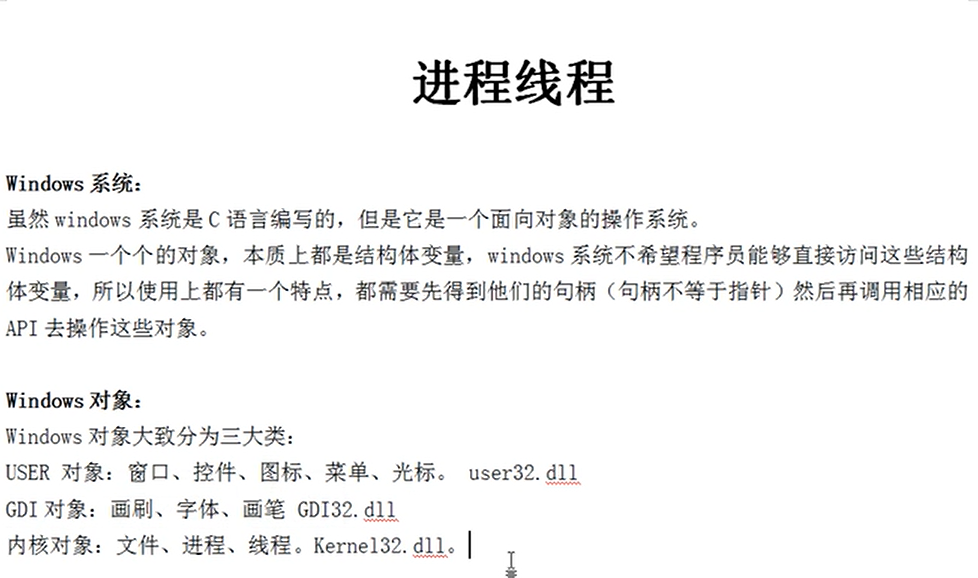 进程线程
Windows 系统：
虽然 windows 系统是 C 语言编写的，但是它是一个面向对象的操作系统。
Windows 一个个的对象，本质上都是结构体变量，windows 系统不希望程序员能够直接访问这些结构
体变量，所以使用上都有一个特点，都需要先得到他们的句柄（句柄不等于指针）然后再调用相应的
API 去操作这些对象。
Windows 对象：
Windows 对象大致分为三大类：
USER 对象：窗口、控件、图标、菜单、光标。 user32.dll
GDI 对象：画刷、字体、画笔 GDI32.dll
内核对象：文件、进程、线程。Kernel32.dll。